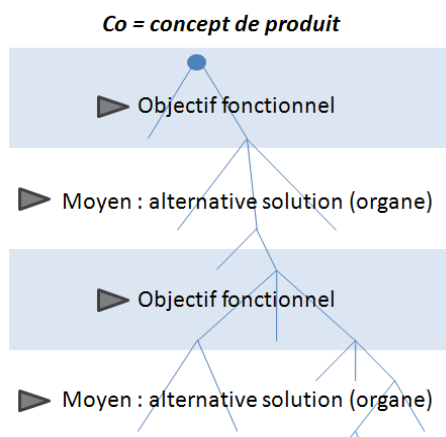 Co = concept de produit
Objectif fonctionnel
Moyen : alternative solution (organe)
Objectif fonctionnel
Moyen : alternative solution (organe)